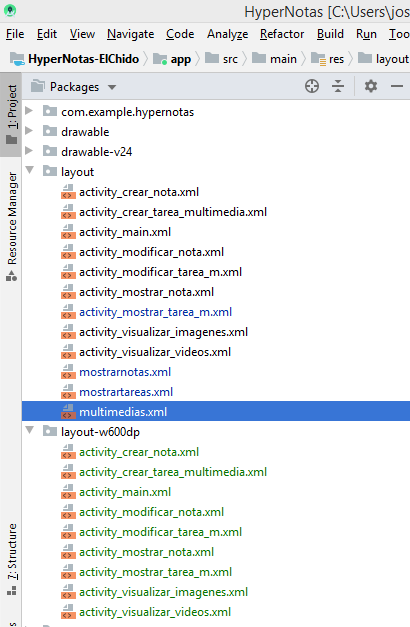 HyperNotas [C:\Users\jos
File Edit View Navigate Code Analyze Refactor Build Run Too
HyperNotas-ElChido app src main res layout
Packages
com.example.hypernotas
drawable
drawable-v24
layout
activity_crear_nota.xml
activity_crear_tarea_multimedia.xml
activity_main.xml
activity_modificar_nota.xml
activity_modificar_tarea_m.xml
activity_mostrar_nota.xml
activity_mostrar_tarea_m.xml
activity_visualizar_imagenes.xml
activity_visualizar_videos.xml
mostrarnotas.xml
mostrartareas.xml
multimedias.xml
layout-w600dp
activity_crear_nota.xml
activity_crear_tarea_multimedia.xml
activity_main.xml
activity_modificar_nota.xml
activity_modificar_tarea_m.xml
activity_mostrar_nota.xml
activity_mostrar_tarea_m.xml
activity_visualizar_imagenes.xml
activity_visualizar_videos.xml
1: Project
Resource Manager
7: Structure